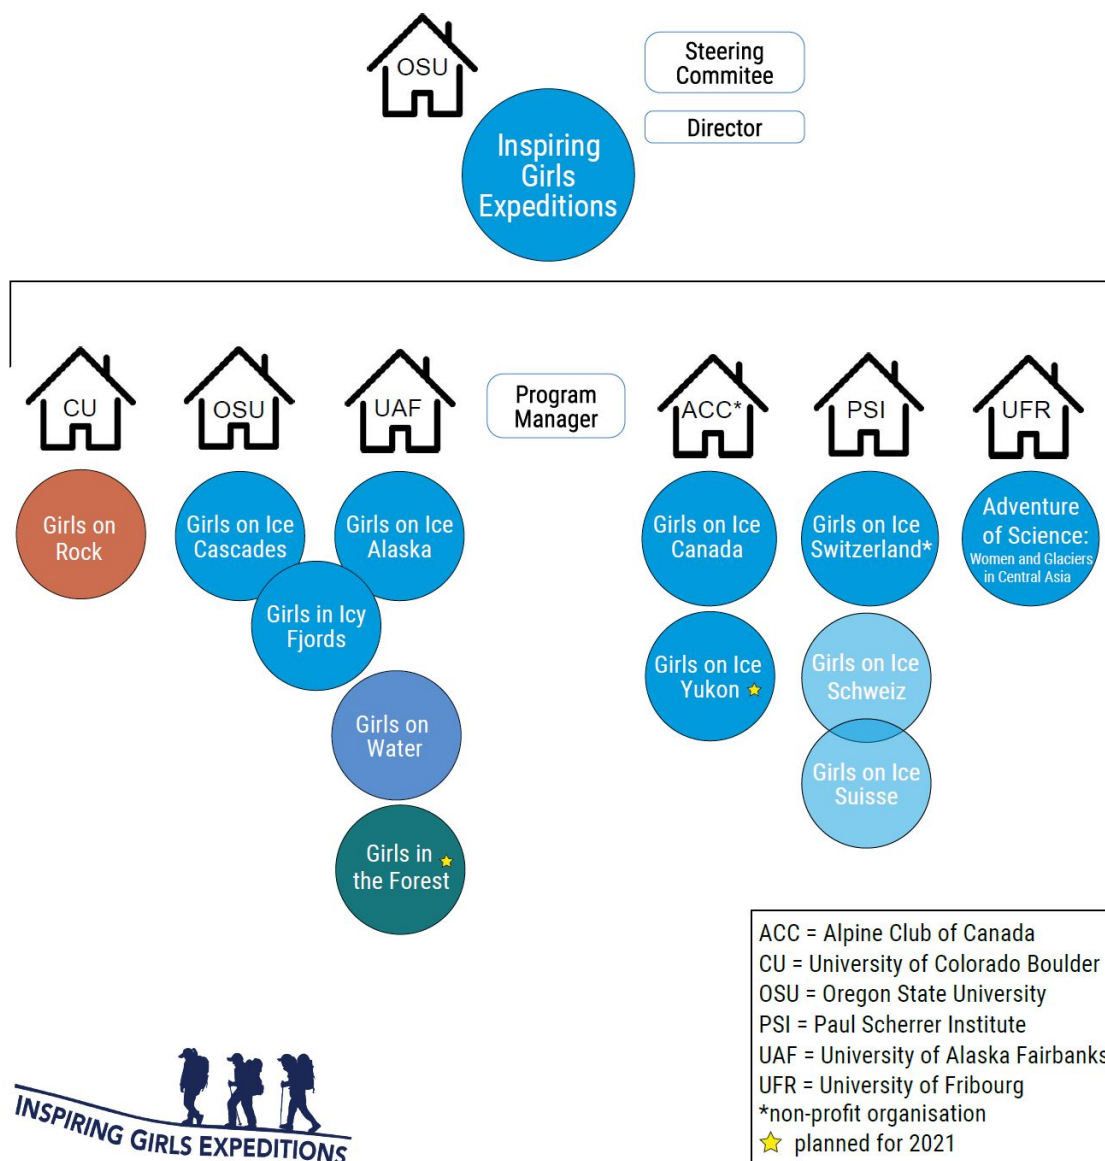 OSU
Steering
Commitee
Director
Inspiring
Girls
Expeditions
CU
OSU
UAF
Program
Manager
ACC*
PSI
UFR
Girls on
Rock
Girls on Ice
Cascades
Girls on Ice
Alaska
Girls in Icy
Fjords
Girls on
Water
Girls in
the Forest
Girls on Ice
Canada
Girls on Ice
Yukon
Girls on Ice
Switzerland*
Girls on Ice
Schweiz
Girls on Ice
Suisse
Adventure
of Science:
Women and Glaciers
in Central Asia
ACC = Alpine Club of Canada
CU = University of Colorado Boulder
OSU = Oregon State University
PSI = Paul Scherrer Institute
UAF = University of Alaska Fairbanks
UFR = University of Fribourg
*non-profit organisation
planned for 2021
INSPIRING GIRLS EXPEDITIONS